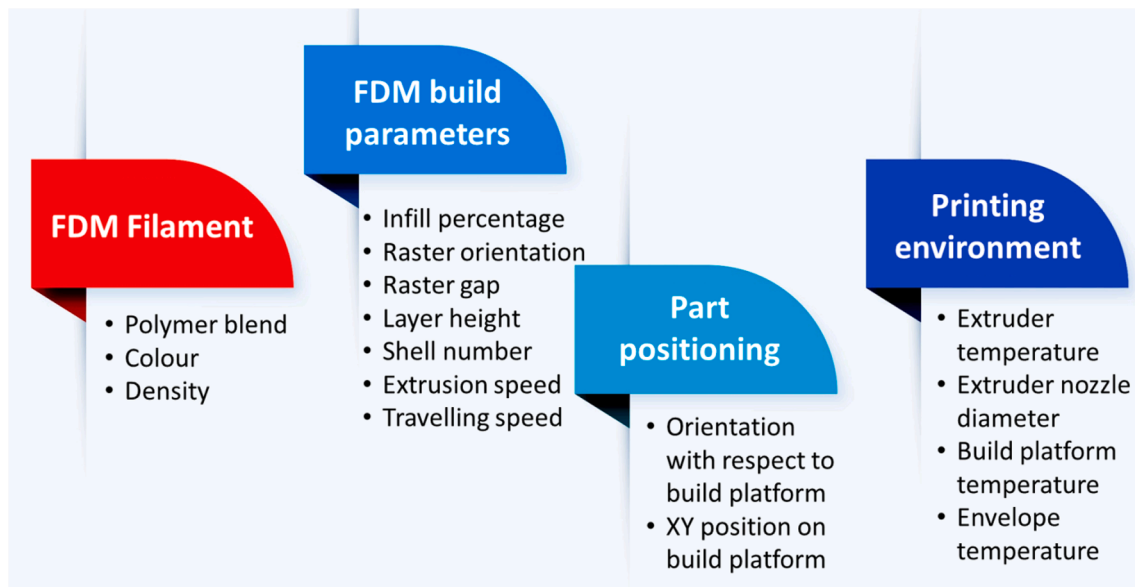 FDM Filament
• Polymer blend
• Colour
• Density
FDM build
parameters
• Infill percentage
• Raster orientation
• Raster gap
• Layer height
• Shell number
• Extrusion speed
• Travelling speed
Part
positioning
• Orientation
with respect to
build platform
• XY position on
build platform
Printing
environment
• Extruder
temperature
• Extruder nozzle
diameter
• Build platform
temperature
• Envelope
temperature